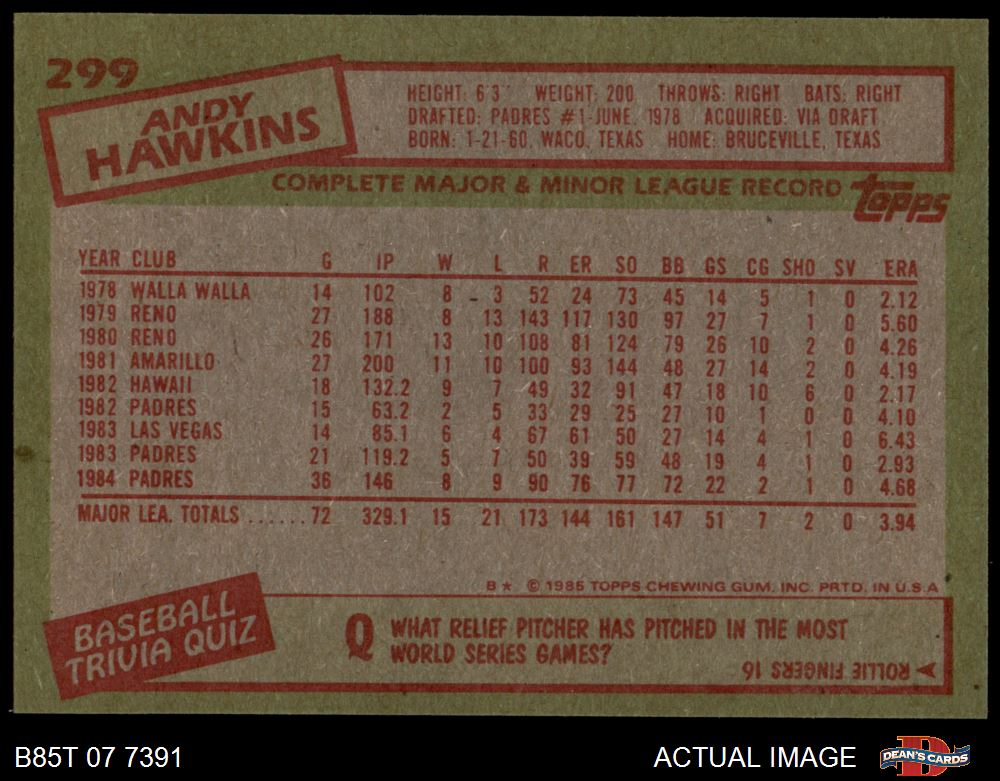 299
ANDY
HAWKINS
HEIGHT: 6'3" WEIGHT: 200 THROWS: RIGHT BATS: RIGHT
DRAFTED: PADRES #1-JUNE, 1978 ACQUIRED: VIA DRAFT
BORN: 1-21-60, WACO, TEXAS HOME: BRUCEVILLE, TEXAS
COMPLETE MAJOR & MINOR LEAGUE RECORD topps
YEAR CLUB G IP W L R ER SO BB GS CG SHO SV ERA
1978 WALLA WALLA 14 102 8 3 52 24 73 45 14 5 1 0 2.12
1979 RENO 27 188 8 13 143 117 130 97 27 7 1 0 5.60
1980 RENO 26 171 13 10 108 81 124 79 26 10 2 0 4.26
1981 AMARILLO 27 200 11 10 100 93 144 48 27 14 2 0 4.19
1982 HAWAII 18 132.2 9 7 49 32 91 47 18 10 6 0 2.17
1982 PADRES 15 63.2 2 5 33 29 25 27 10 1 0 0 4.10
1983 LAS VEGAS 14 85.1 6 4 67 61 50 27 14 4 1 0 6.43
1983 PADRES 21 119.2 5 7 50 39 59 48 19 4 1 0 2.93
1984 PADRES 36 146 8 9 90 76 77 72 22 2 1 0 4.68
MAJOR LEA. TOTALS ......72 329.1 15 21 173 144 161 147 51 7 2 0 3.94
B★ © 1985 TOPPS CHEWING GUM, INC. PRTD. IN U.S.A
BASEBALL
TRIVIA QUIZ
Q WHAT RELIEF PITCHER HAS PITCHED IN THE MOST
WORLD SERIES GAMES?
ROLLIE FINGERS 16
B85T 07 7391
ACTUAL IMAGE
DEAN'S CARDS